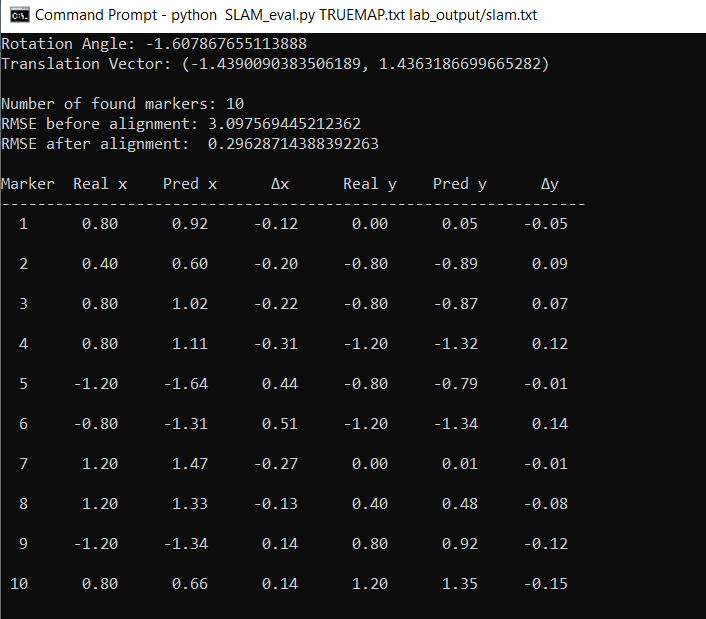 Command Prompt - python  SLAM_eval.py TRUEMAP.txt lab_output/slam.txt
Rotation Angle: -1.607867655113888
Translation Vector: (-1.4390090383506189, 1.4363186699665282)
Number of found markers: 10
RMSE before alignment: 3.097569445212362
RMSE after alignment:  0.29628714388392263
Marker  Real x    Pred x      Δx      Real y    Pred y      Δy
-----------------------------------------------------------------
1      0.80      0.92     -0.12      0.00      0.05     -0.05
2      0.40      0.60     -0.20     -0.80     -0.89      0.09
3      0.80      1.02     -0.22     -0.80     -0.87      0.07
4      0.80      1.11     -0.31     -1.20     -1.32      0.12
5     -1.20     -1.64      0.44     -0.80     -0.79     -0.01
6     -0.80     -1.31      0.51     -1.20     -1.34      0.14
7      1.20      1.47     -0.27      0.00      0.01     -0.01
8      1.20      1.33     -0.13      0.40      0.48     -0.08
9     -1.20     -1.34      0.14      0.80      0.92     -0.12
10      0.80      0.66      0.14      1.20      1.35     -0.15